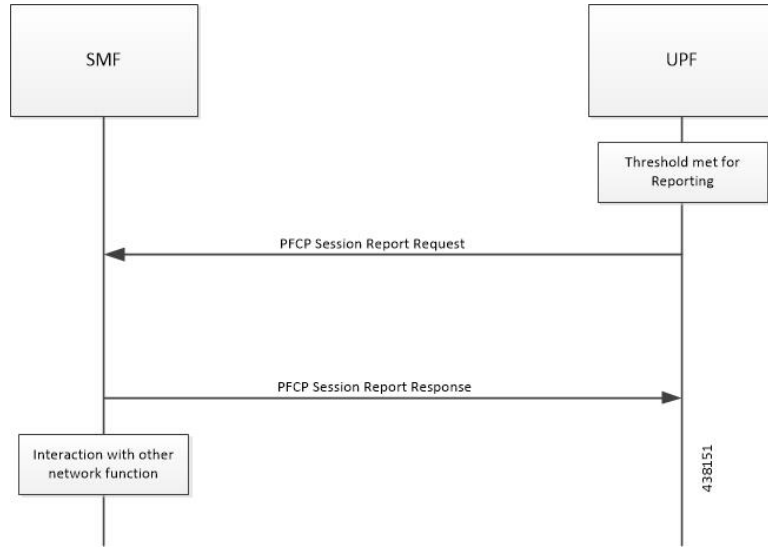 SMF
UPF
Threshold met for
Reporting
PFCP Session Report Request
PFCP Session Report Response
Interaction with other
network function
438151